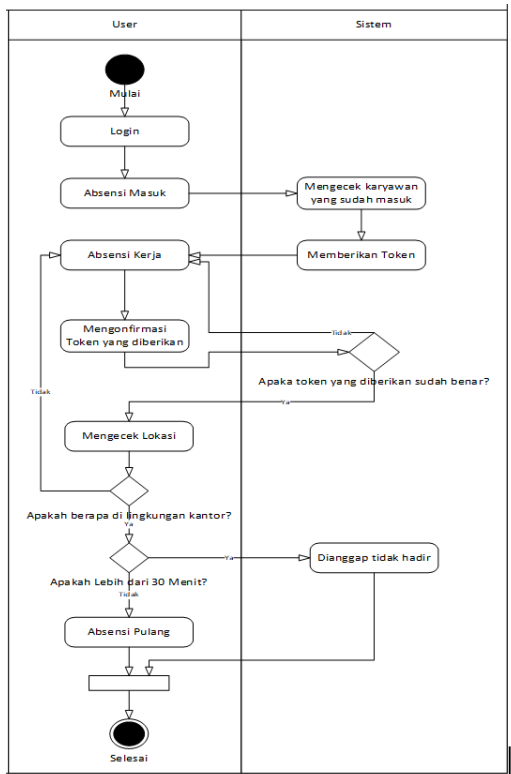 User
Sistem
Mulai
Login
Absensi Masuk
Mengecek karyawan
yang sudah masuk
Absensi Kerja
Memberikan Token
Mengonfirmasi
Token yang diberikan
Tidak
Apaka token yang diberikan sudah benar?
Ya
Tidak
Mengecek Lokasi
Apakah berapa di lingkungan kantor?
Ya
Ya
Dianggap tidak hadir
Apakah Lebih dari 30 Menit?
Tidak
Absensi Pulang
Selesai